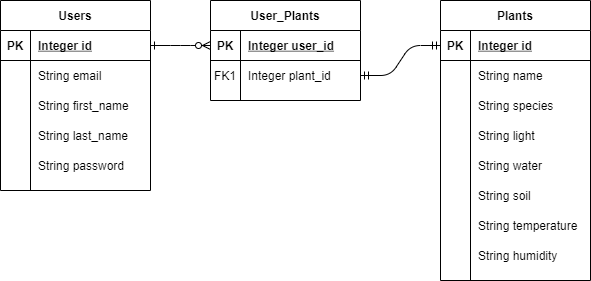 Users
PK Integer id
String email
String first_name
String last_name
String password
User_Plants
PK Integer user_id
FK1 Integer plant_id
Plants
PK Integer id
String name
String species
String light
String water
String soil
String temperature
String humidity